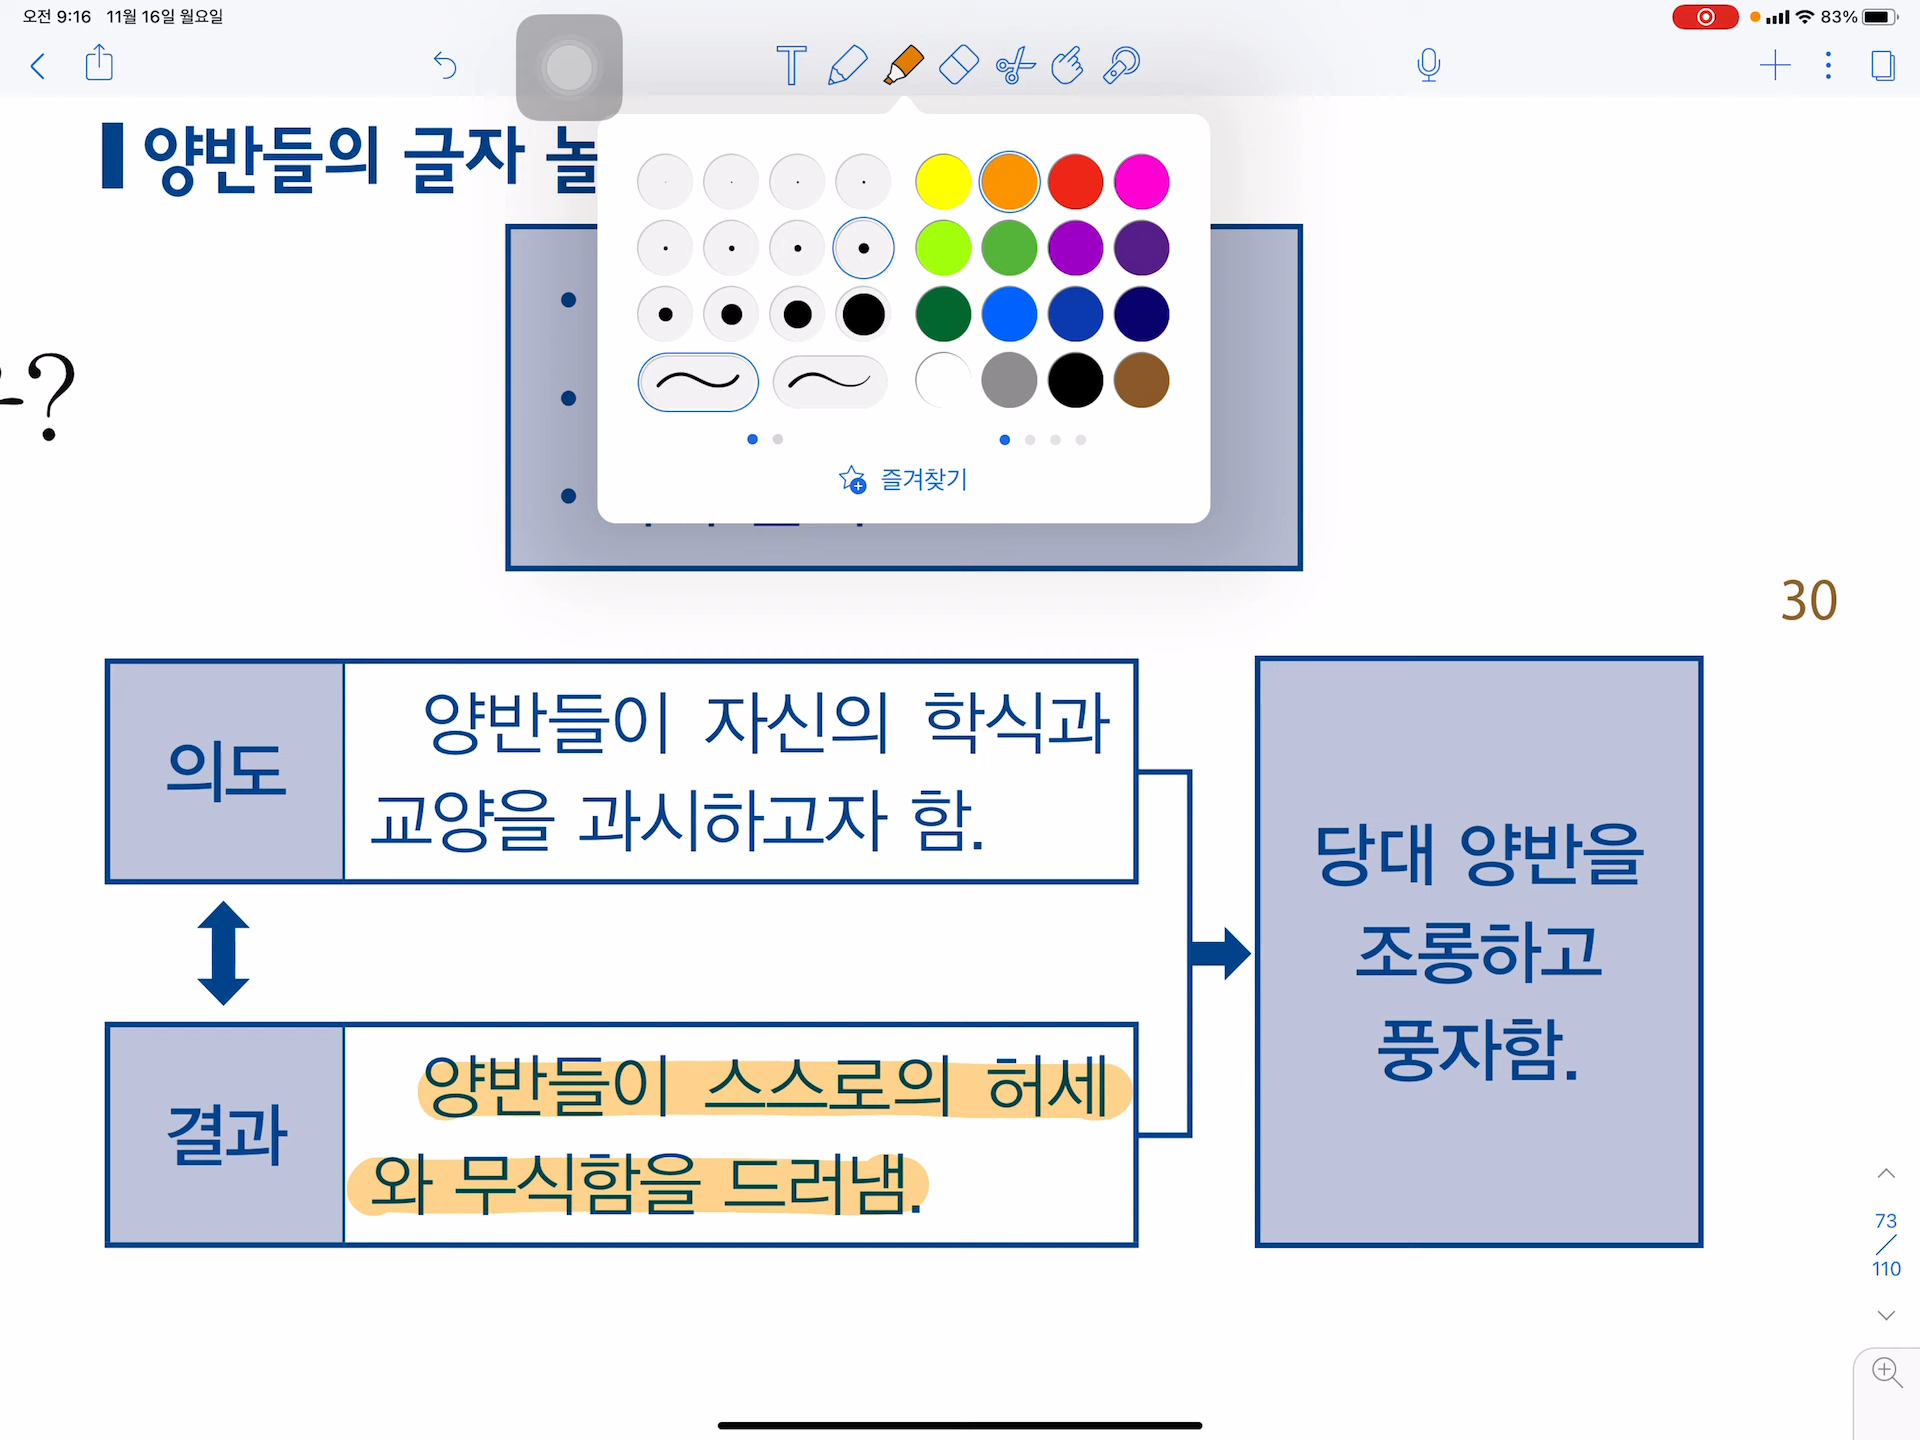 오전 9:16 11월 16일 월요일
83%
양반들의 글자
즐겨찾기
-?
30
의도
양반들이 자신의 학식과
교양을 과시하고자 함.
당대 양반을
조롱하고
풍자함.
결과
양반들이 스스로의 허세
와 무식함을 드러냄.
73
/
110